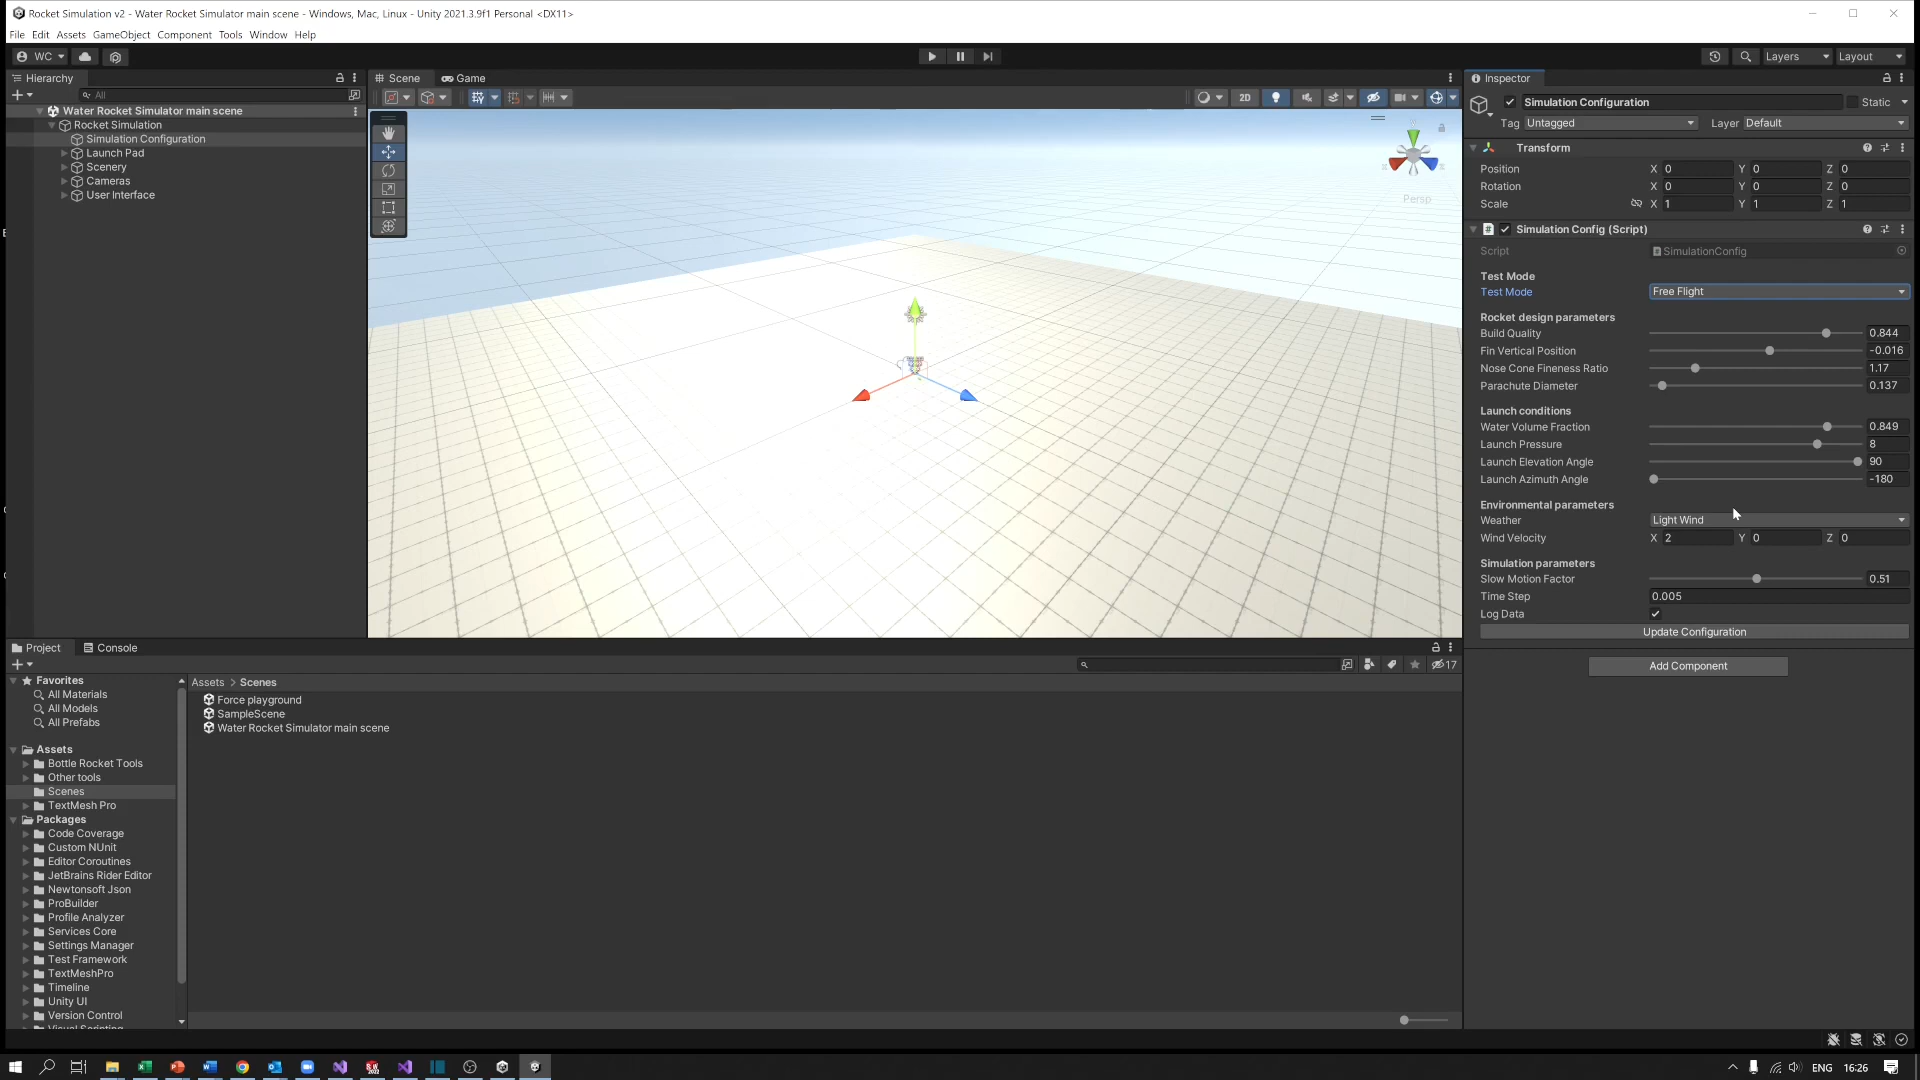 Rocket Simulation v2 - Water Rocket Simulator main scene - Windows, Mac, Linux - Unity 2021.3.9f1 Personal <DX11>
File Edit Assets GameObject Component Tools Window Help
WC
Layers
Layout
Hierarchy
All
Water Rocket Simulator main scene
Rocket Simulation
Simulation Configuration
Launch Pad
Scenery
Cameras
User Interface
Scene
Game
2D
Persp
Inspector
Simulation Configuration
Static
Tag Untagged Layer Default
Transform
Position X 0 Y 0 Z 0
Rotation X 0 Y 0 Z 0
Scale X 1 Y 1 Z 1
Simulation Config (Script)
Script SimulationConfig
Test Mode
Test Mode Free Flight
Rocket design parameters
Build Quality 0.844
Fin Vertical Position -0.016
Nose Cone Fineness Ratio 1.17
Parachute Diameter 0.137
Launch conditions
Water Volume Fraction 0.849
Launch Pressure 8
Launch Elevation Angle 90
Launch Azimuth Angle -180
Environmental parameters
Weather Light Wind
Wind Velocity X 2 Y 0 Z 0
Simulation parameters
Slow Motion Factor 0.51
Time Step 0.005
Log Data
Update Configuration
Add Component
Project
Console
17
Favorites
All Materials
All Models
All Prefabs
Assets
Bottle Rocket Tools
Other tools
Scenes
TextMesh Pro
Packages
Code Coverage
Custom NUnit
Editor Coroutines
JetBrains Rider Editor
Newtonsoft Json
ProBuilder
Profile Analyzer
Services Core
Settings Manager
Test Framework
TextMeshPro
Timeline
Unity UI
Version Control
Visual Scripting
Assets > Scenes
Force playground
SampleScene
Water Rocket Simulator main scene
ENG 16:26